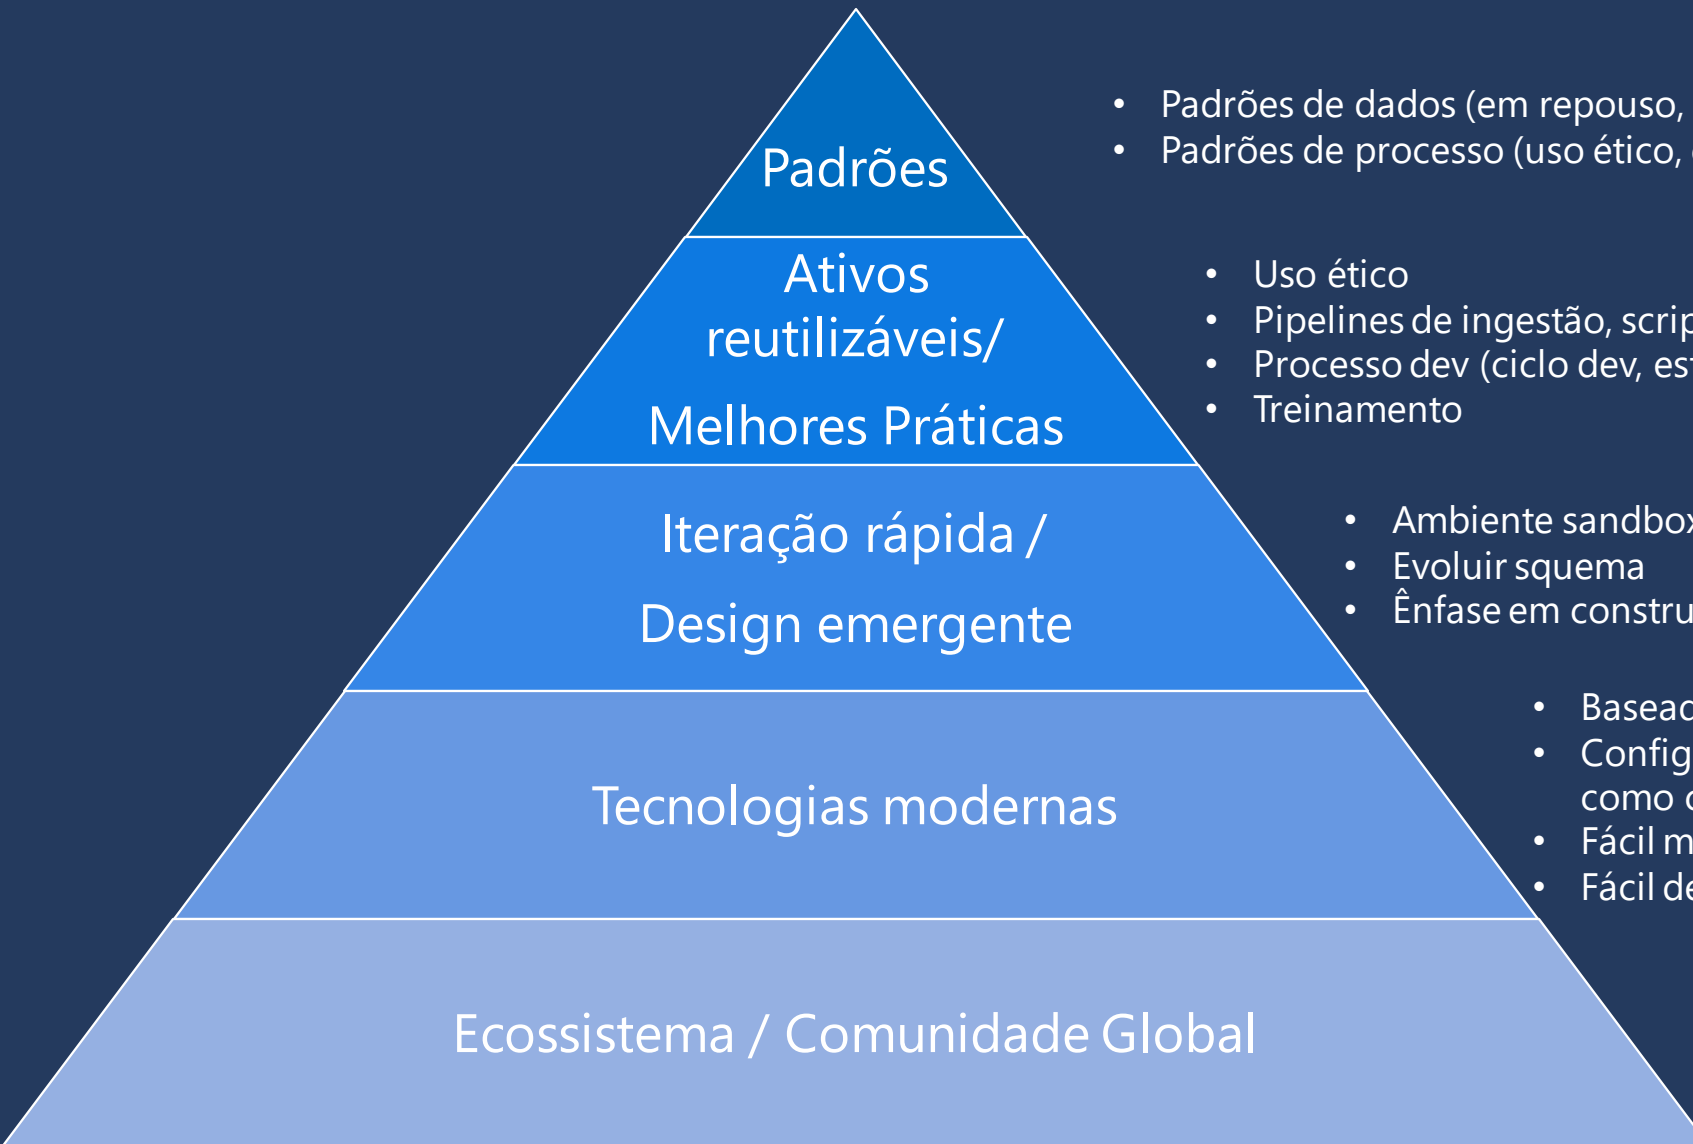 Padrões
• Padrões de dados (em repouso,
• Padrões de processo (uso ético,
Ativos
reutilizáveis/
Melhores Práticas
• Uso ético
• Pipelines de ingestão,
• Processo dev (ciclo dev,
• Treinamento
Iteração rápida /
Design emergente
• Ambiente sandbox
• Evoluir squema
• Ênfase em
Tecnologias modernas
•
•
como
• Fácil
• Fácil
Ecossistema / Comunidade Global